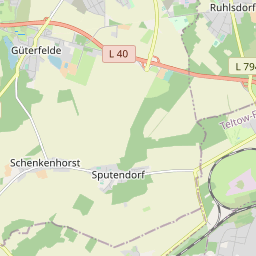 Ruhlsdorf
Güterfelde
L 40
L 794
Teltow-F
Schenkenhorst
Sputendorf